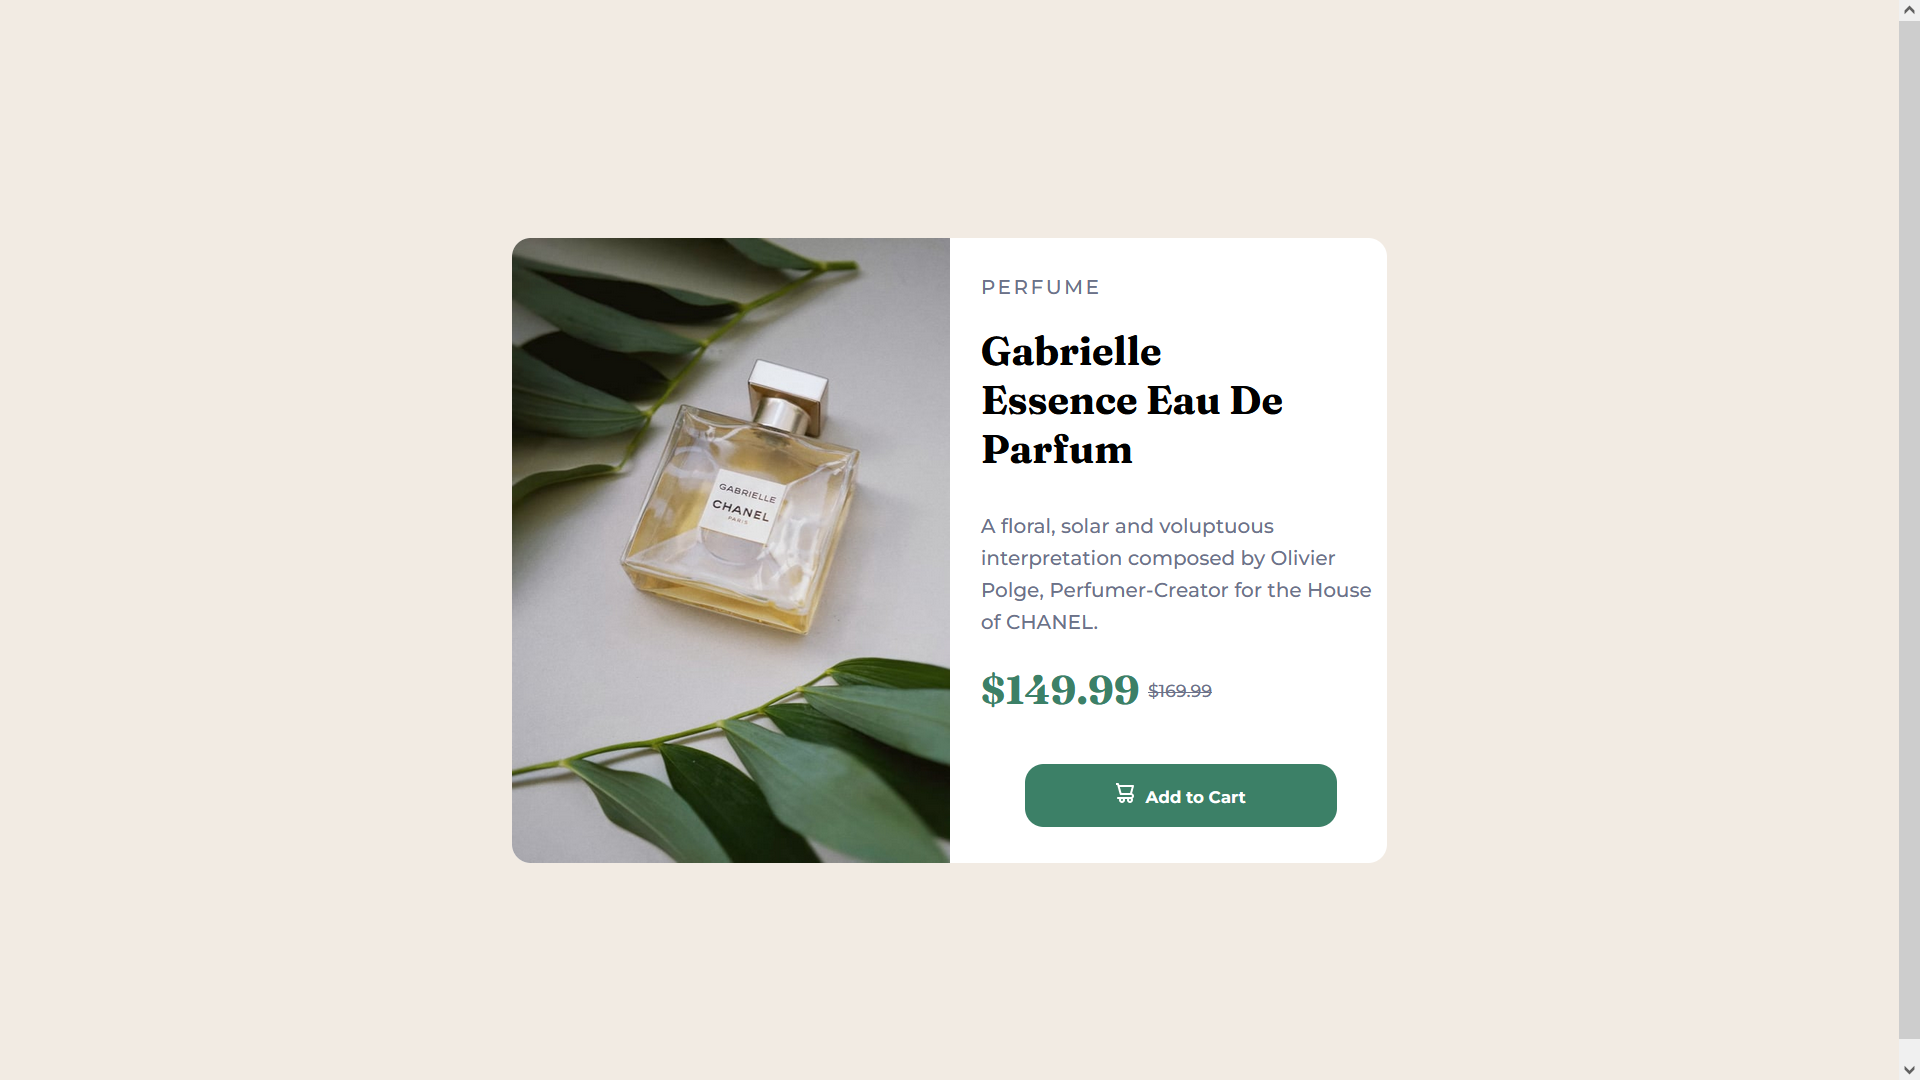 PERFUME
Gabrielle
Essence Eau De
Parfum
A floral, solar and voluptuous
interpretation composed by Olivier
Polge, Perfumer-Creator for the House
of CHANEL.
$149.99 $169.99
Add to Cart
GABRIELLE
CHANEL
PARIS